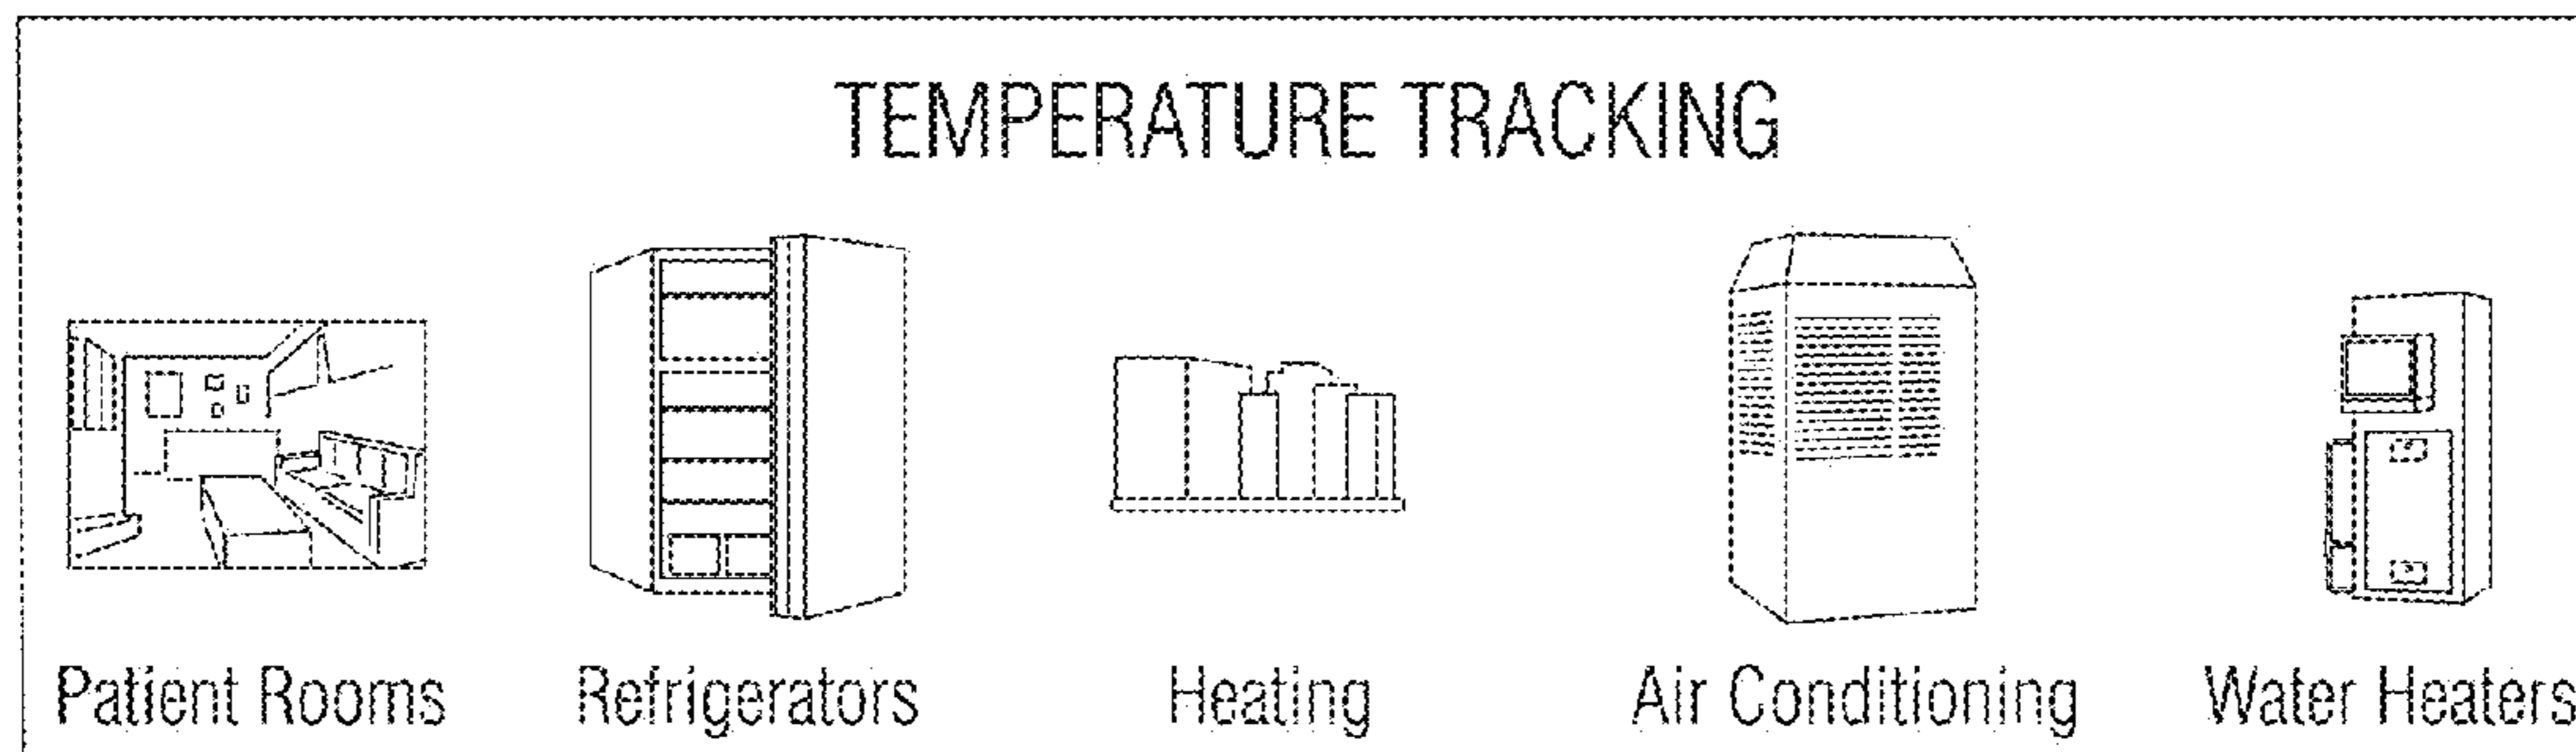 TEMPERATURE TRACKING
Patient Rooms Refrigerators Heating Air Conditioning Water Heaters